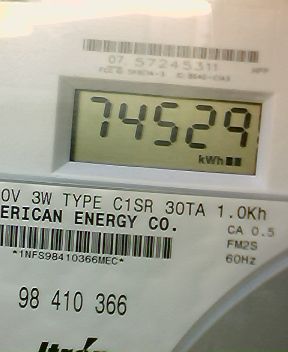 07 57245311
74529
kWh
0V 3W TYPE C1SR 30TA 1.0Kh
ERICAN ENERGY CO.
CA 0.5
FM2S
*1NFS98410366MEC*
60Hz
98 410 366
Itron